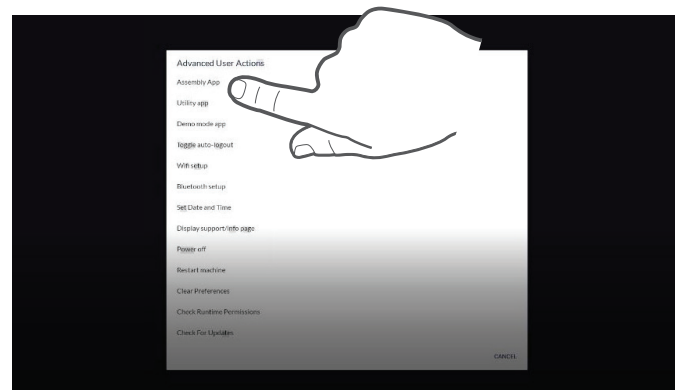 Advanced User Actions
Assembly App
Utility app
Demo mode app
Toggle auto-logout
Wifi setup
Bluetooth setup
Set Date and Time
Display support/info page
Power off
Restart machine
Clear Preferences
Check Runtime Permissions
Check For Updates
CANCEL